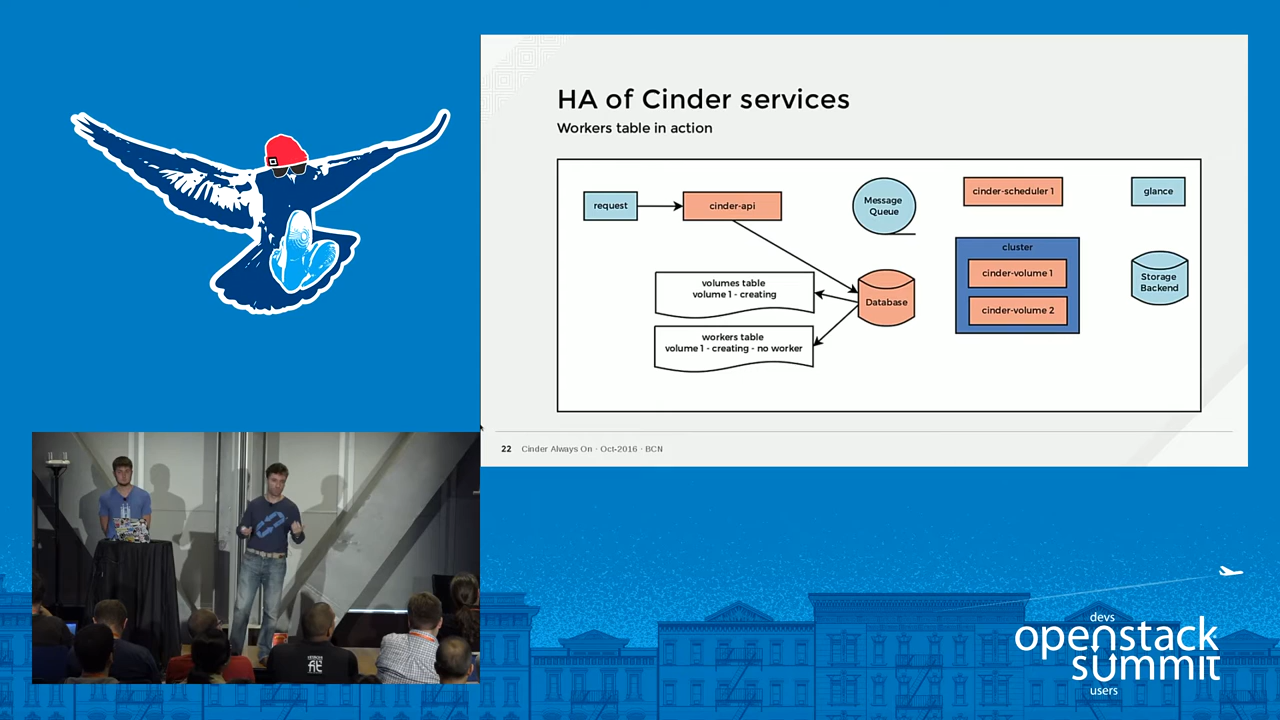 HA of Cinder services
Workers table in action
request
cinder-api
Message
Queue
cinder-scheduler 1
glance
cluster
cinder-volume 1
cinder-volume 2
Storage
Backend
Database
volumes table
volume 1 - creating
workers table
volume 1 - creating - no worker
22 Cinder Always On · Oct-2016 · BCN
fit
devs
openstack
summit
users